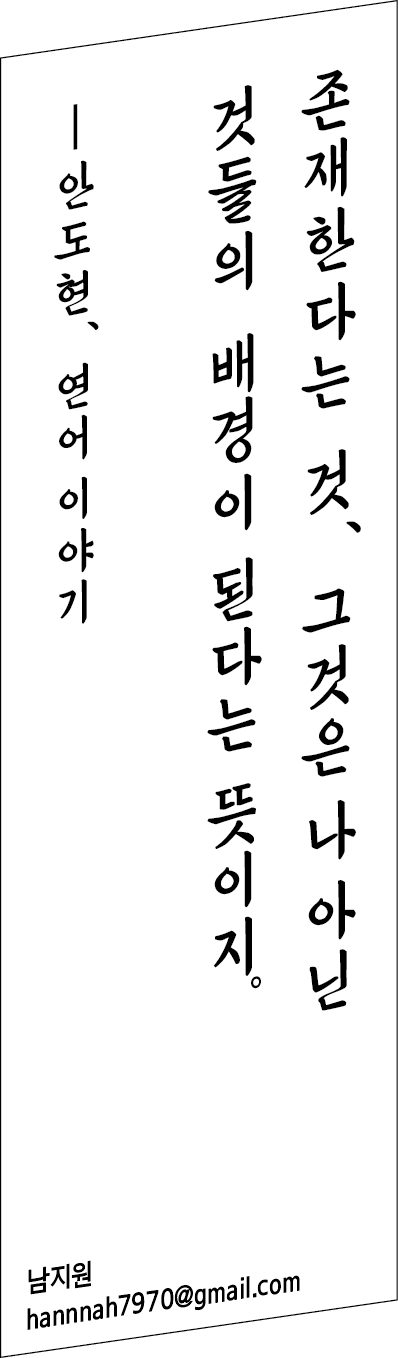 존재한다는 것、 그것은 나 아닌
것들의 배경이 된다는 뜻이지。
—안도현、 연어 이야기
남지원
hannnah7970@gmail.com